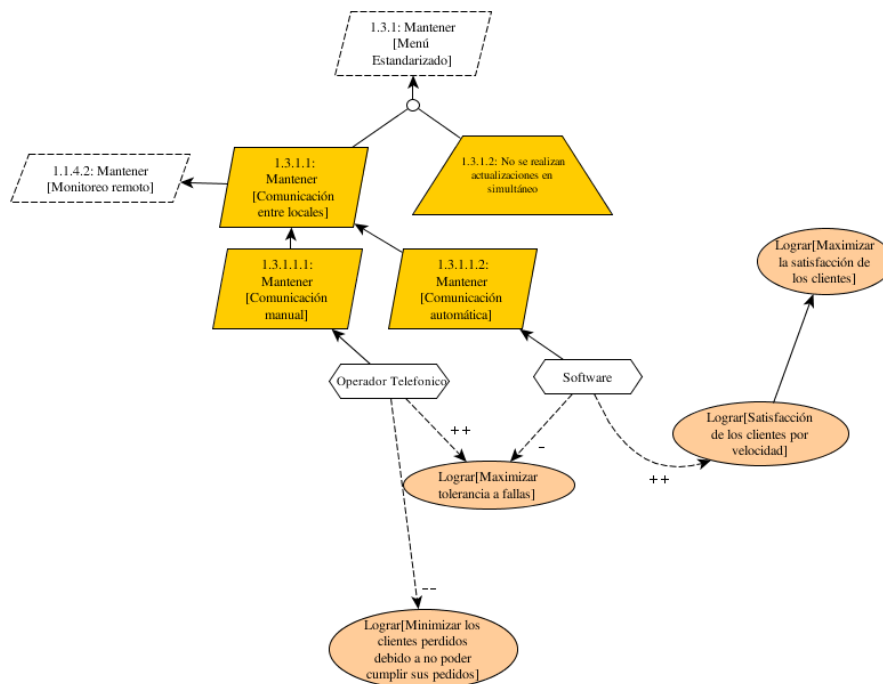 1.3.1: Mantener
[Menú
Estandarizado]
1.1.4.2: Mantener
[Monitoreo remoto]
1.3.1.1:
Mantener
[Comunicación
entre locales]
1.3.1.2: No se realizan
actualizaciones en
simultáneo
1.3.1.1.1:
Mantener
[Comunicación
manual]
1.3.1.1.2:
Mantener
[Comunicación
automática]
Lograr[Maximizar
la satisfacción de
los clientes]
Operador Telefonico
Software
++
-
++
Lograr[Satisfacción
de los clientes por
velocidad]
Lograr[Maximizar
tolerancia a fallas]
--
Lograr[Minimizar los
clientes perdidos
debido a no poder
cumplir sus pedidos]